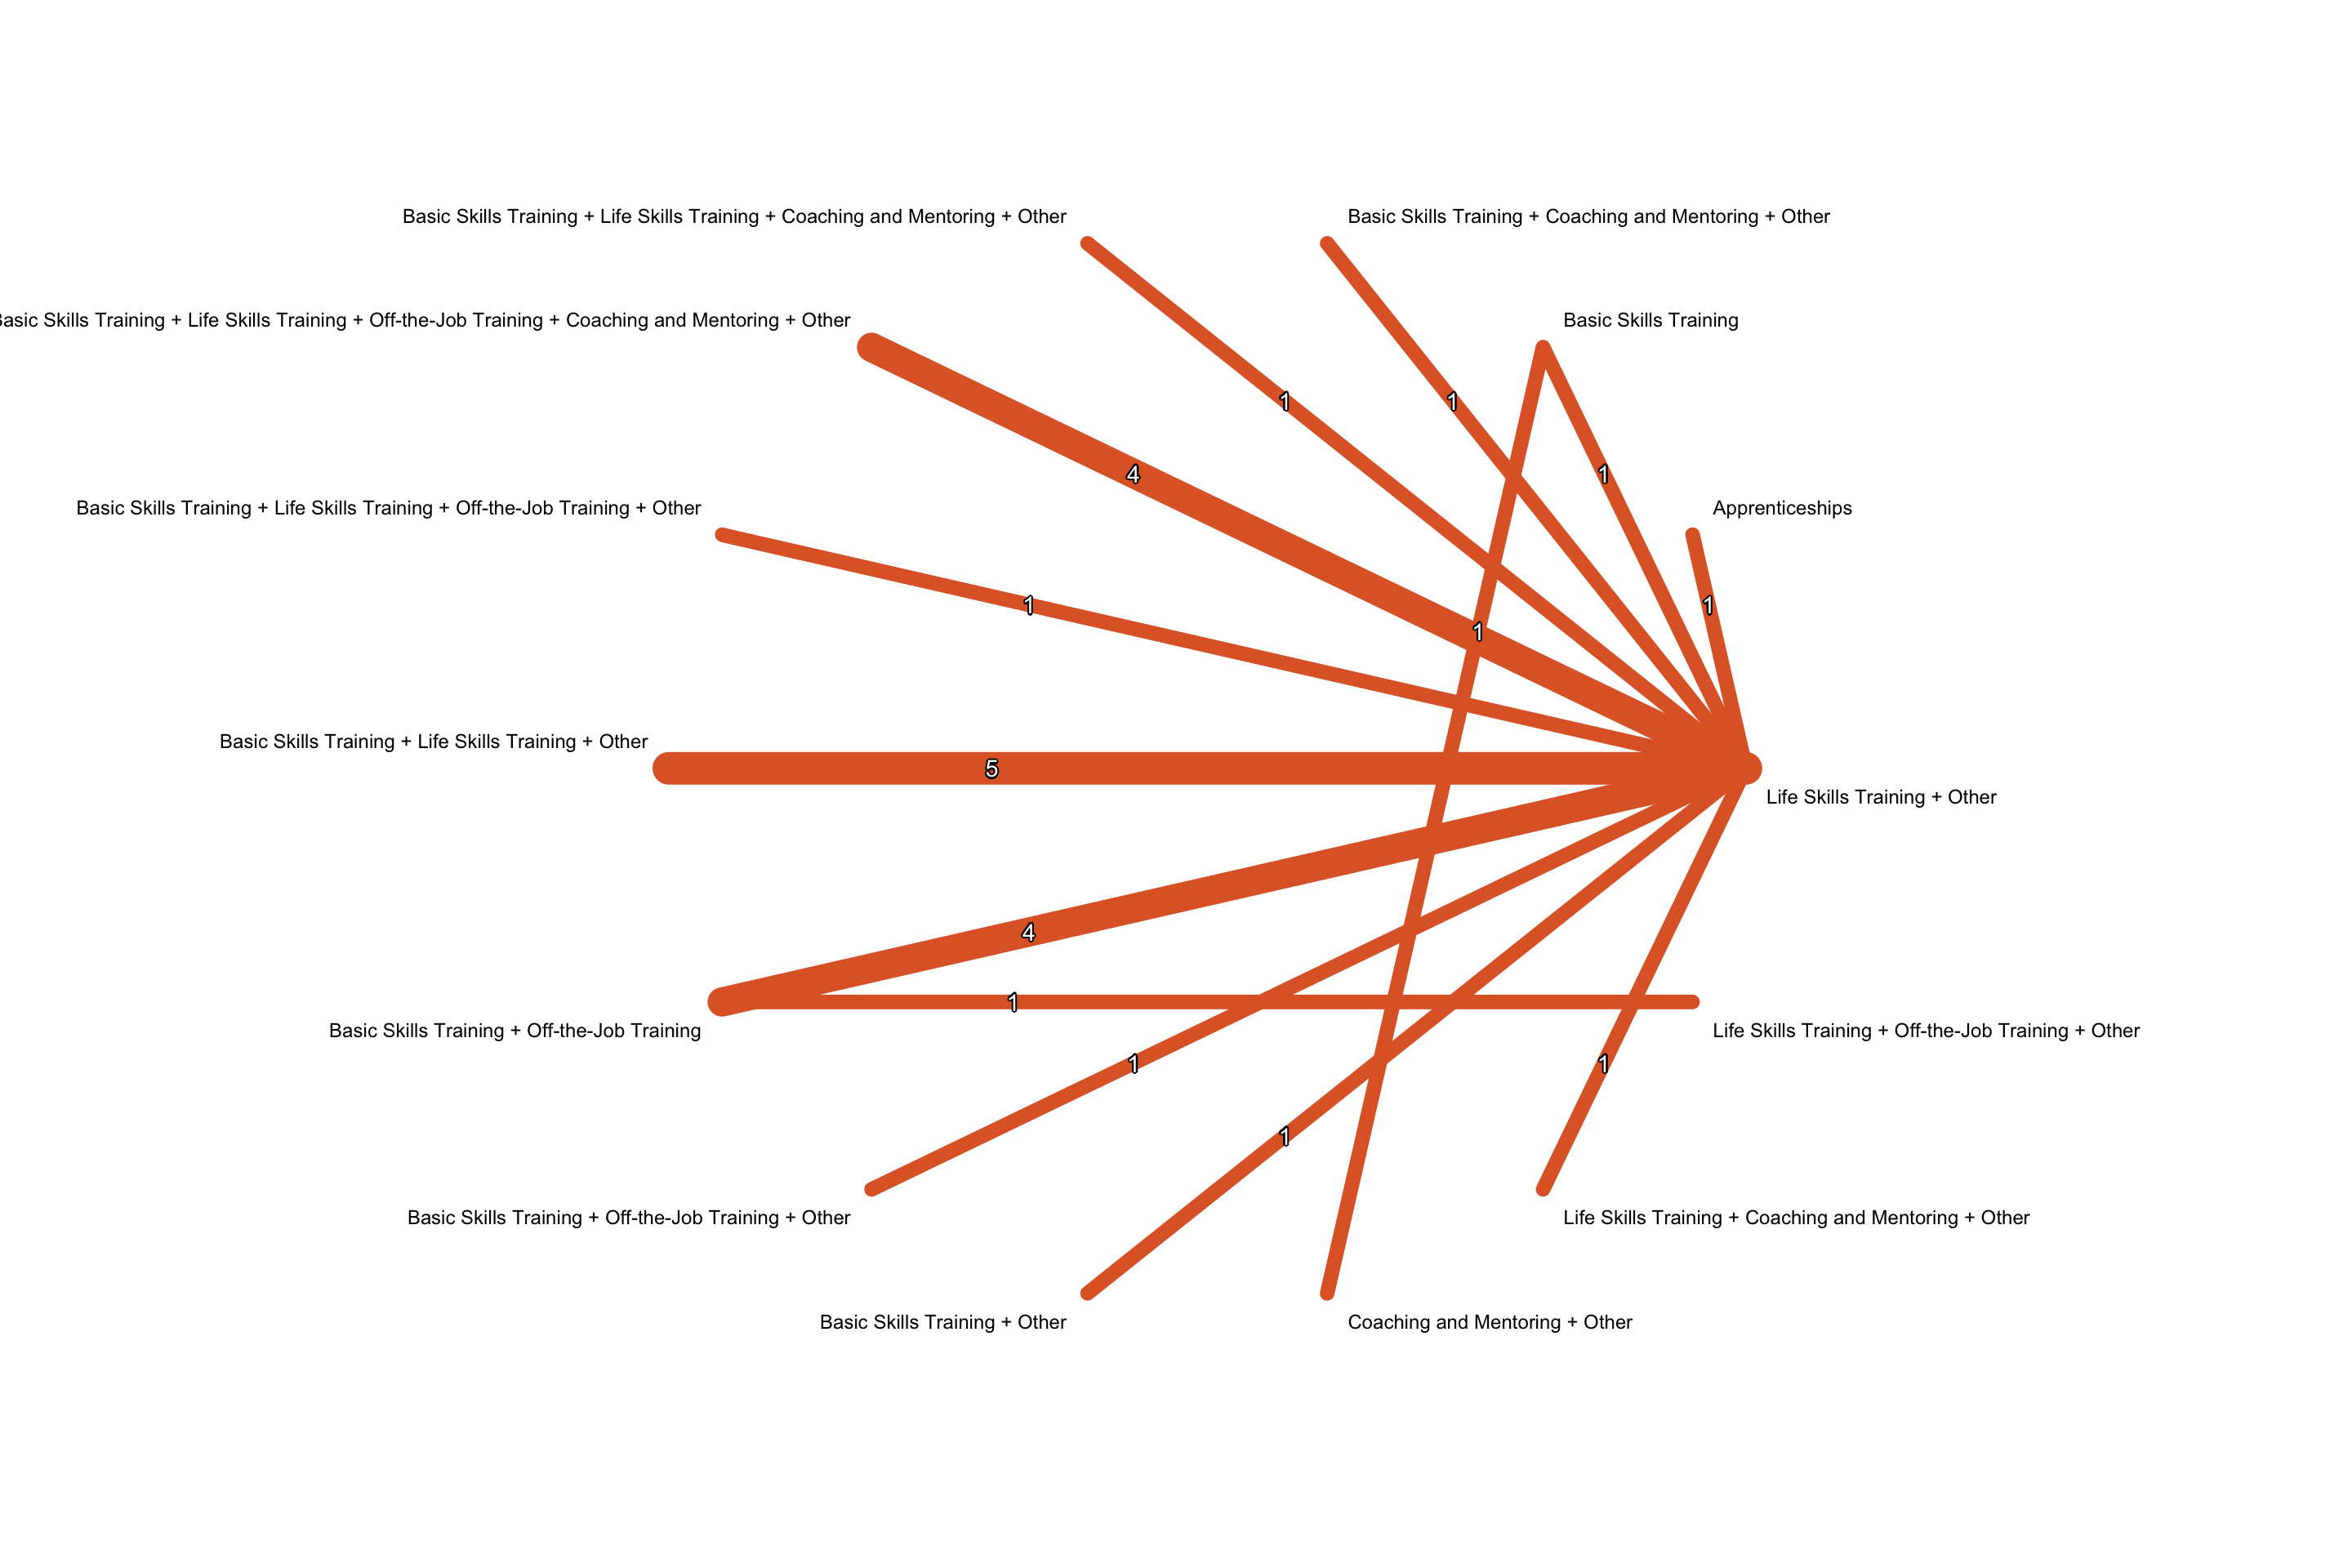 Basic Skills Training + Life Skills Training + Coaching and Mentoring + Other
Basic Skills Training + Coaching and Mentoring + Other
Skills Training + Life Skills Training + Off-the-Job Training + Coaching and Mentoring + Other
Basic Skills Training
1
1
4
1
Basic Skills Training + Life Skills Training + Off-the-Job Training + Other
Apprenticeships
1
1
1
Basic Skills Training + Life Skills Training + Other
5
Life Skills Training + Other
4
1
Basic Skills Training + Off-the-Job Training
Life Skills Training + Off-the-Job Training + Other
1
1
1
Basic Skills Training + Off-the-Job Training + Other
Life Skills Training + Coaching and Mentoring + Other
Basic Skills Training + Other
Coaching and Mentoring + Other